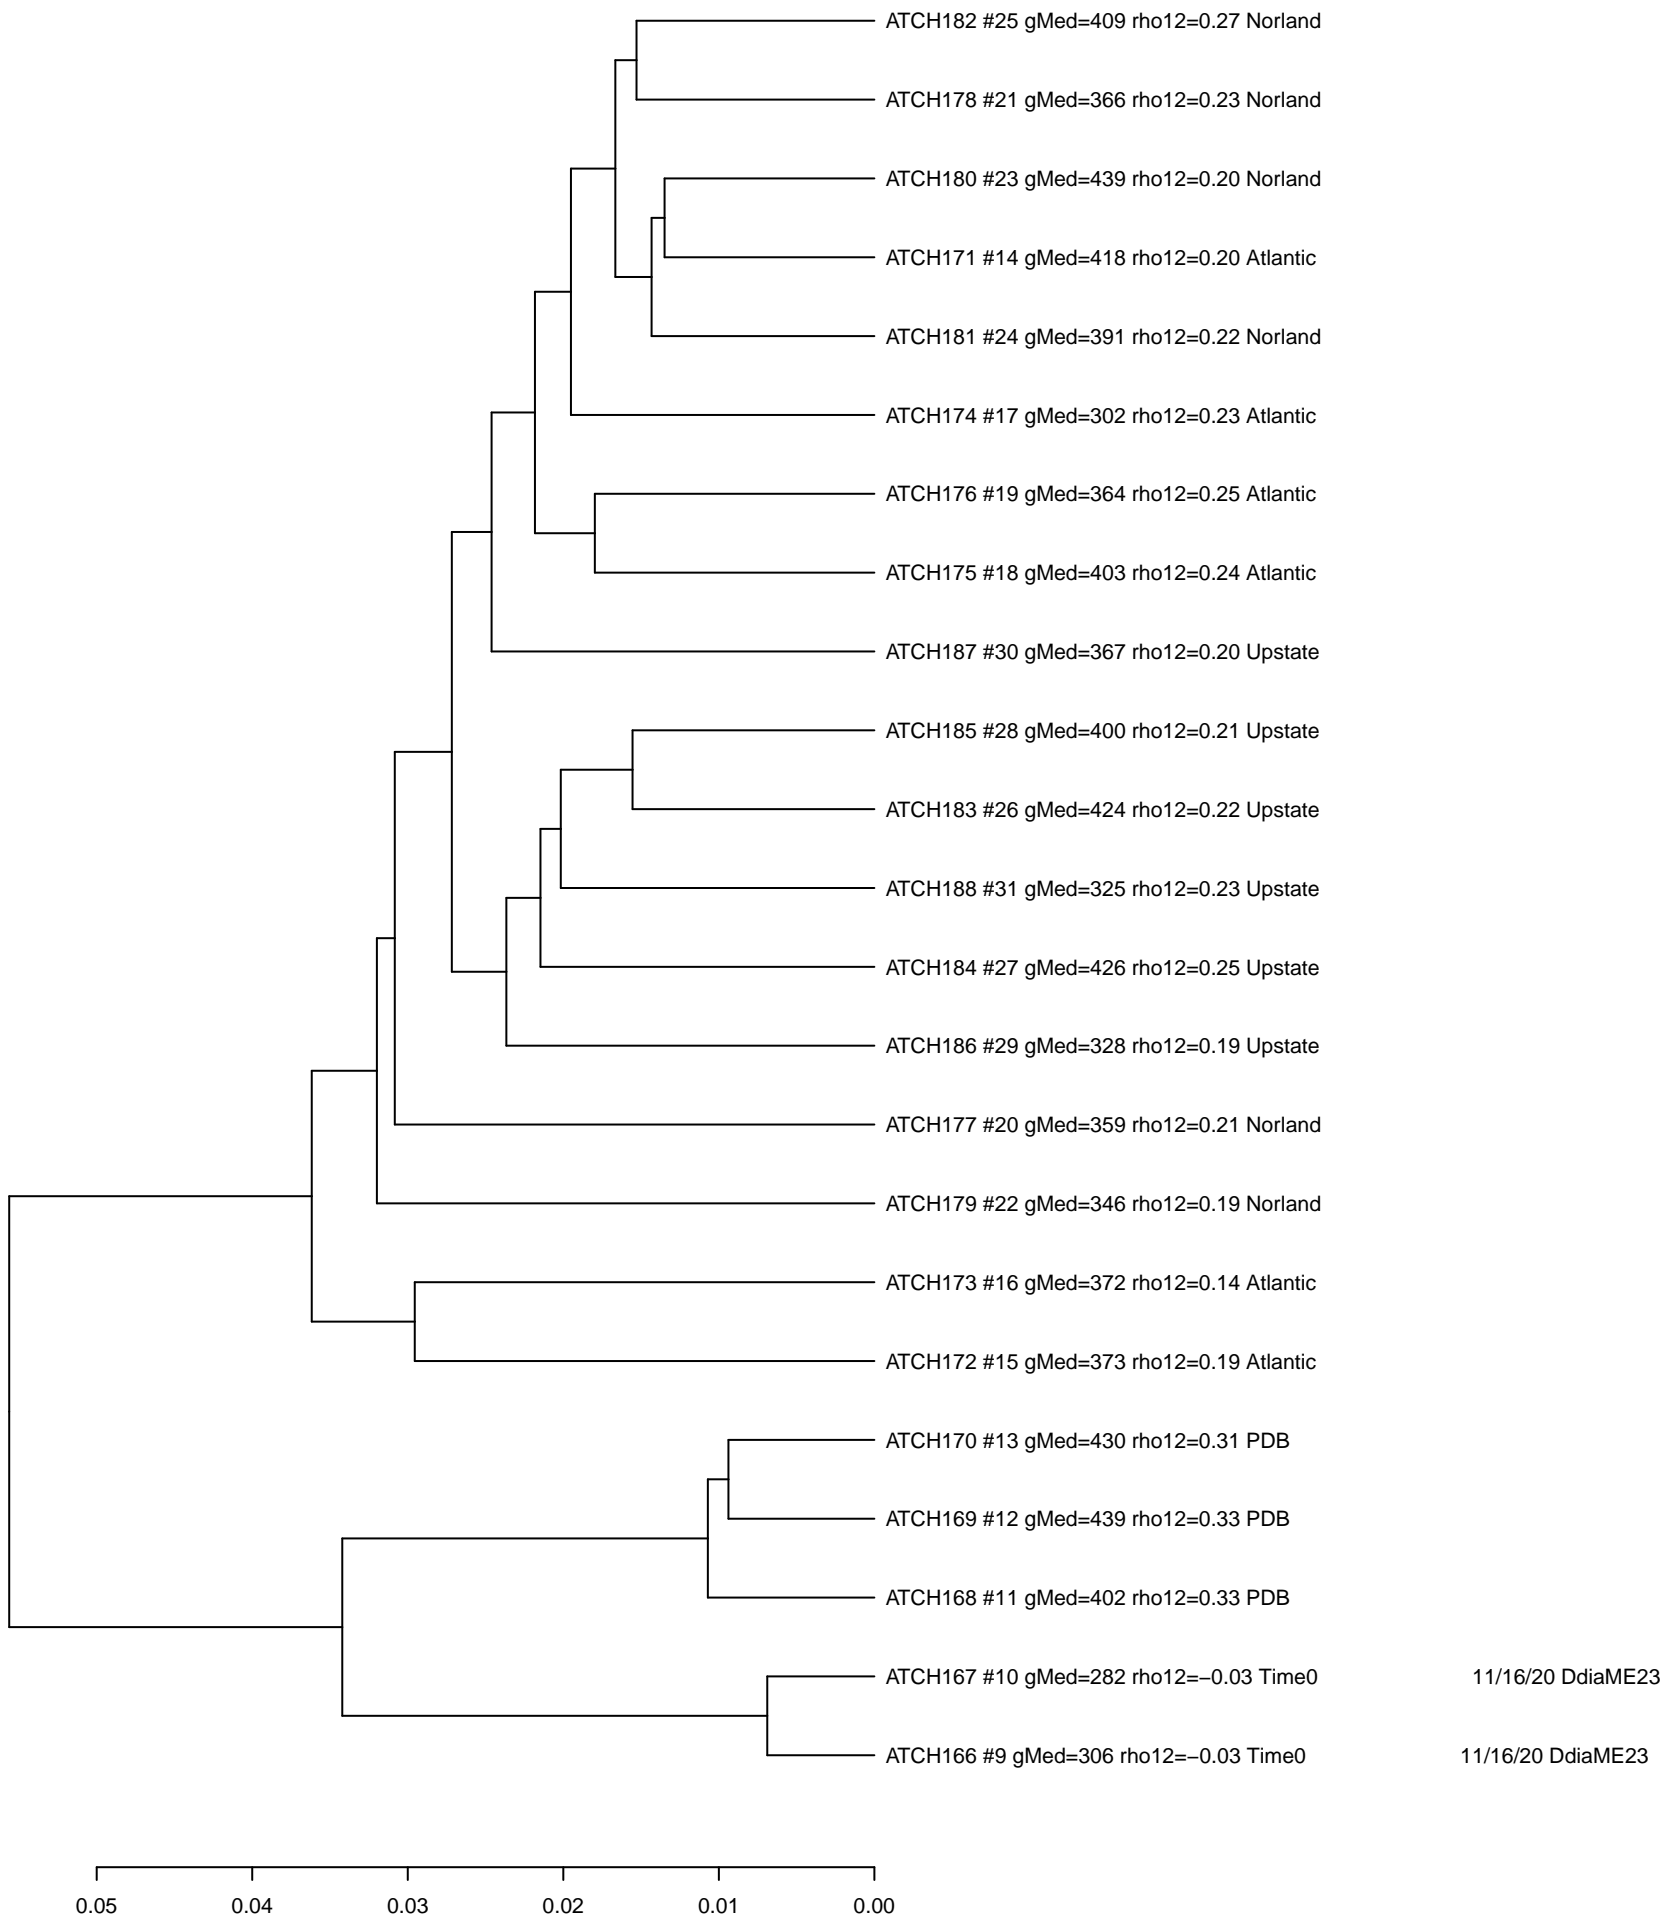 ATCH182 #25 gMed=409 rho12=0.27 Norland
ATCH178 #21 gMed=366 rho12=0.23 Norland
ATCH180 #23 gMed=439 rho12=0.20 Norland
ATCH171 #14 gMed=418 rho12=0.20 Atlantic
ATCH181 #24 gMed=391 rho12=0.22 Norland
ATCH174 #17 gMed=302 rho12=0.23 Atlantic
ATCH176 #19 gMed=364 rho12=0.25 Atlantic
ATCH175 #18 gMed=403 rho12=0.24 Atlantic
ATCH187 #30 gMed=367 rho12=0.20 Upstate
ATCH185 #28 gMed=400 rho12=0.21 Upstate
ATCH183 #26 gMed=424 rho12=0.22 Upstate
ATCH188 #31 gMed=325 rho12=0.23 Upstate
ATCH184 #27 gMed=426 rho12=0.25 Upstate
ATCH186 #29 gMed=328 rho12=0.19 Upstate
ATCH177 #20 gMed=359 rho12=0.21 Norland
ATCH179 #22 gMed=346 rho12=0.19 Norland
ATCH173 #16 gMed=372 rho12=0.14 Atlantic
ATCH172 #15 gMed=373 rho12=0.19 Atlantic
ATCH170 #13 gMed=430 rho12=0.31 PDB
ATCH169 #12 gMed=439 rho12=0.33 PDB
ATCH168 #11 gMed=402 rho12=0.33 PDB
ATCH167 #10 gMed=282 rho12=−0.03 Time0 11/16/20 DdiaME23
ATCH166 #9 gMed=306 rho12=−0.03 Time0 11/16/20 DdiaME23
0.05 0.04 0.03 0.02 0.01 0.00